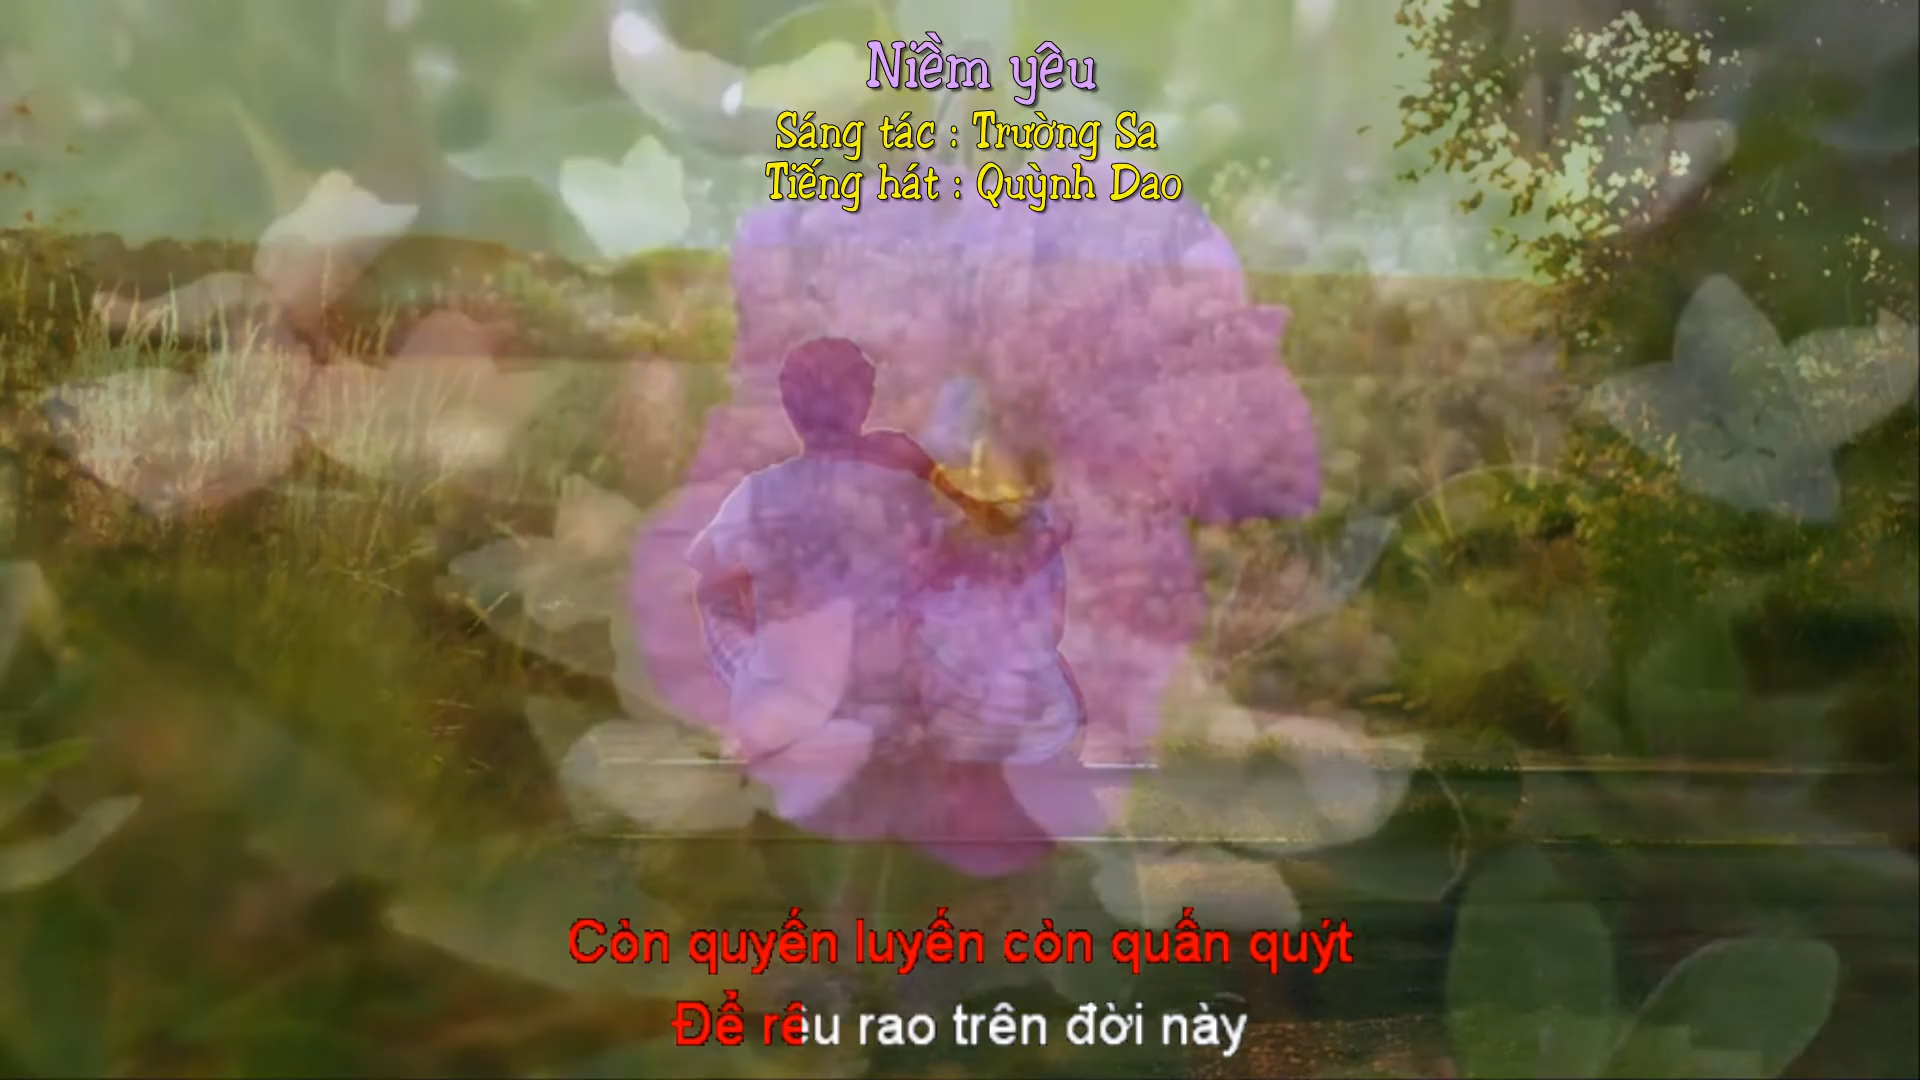 Niềm yêu
Sáng tác : Trường Sa
Tiếng hát : Quỳnh Dao
Còn quyến luyến còn quấn quýt
Để rêu rao trên đời này